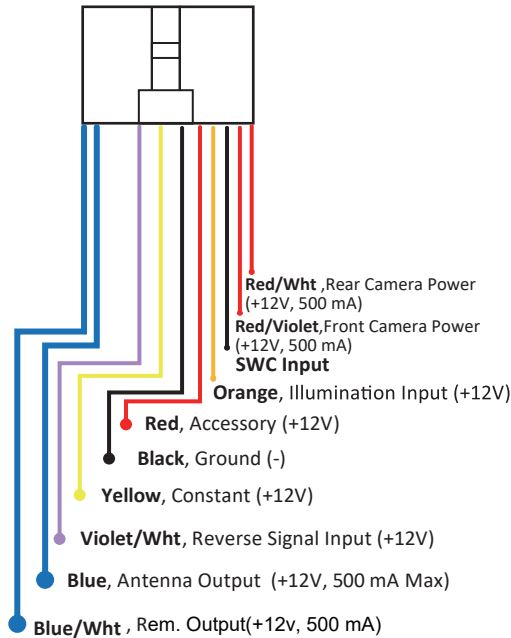 Red/Wht ,Rear Camera Power
(+12V, 500 mA)
Red/Violet,Front Camera Power
(+12V, 500 mA)
SWC Input
Orange, Illumination Input (+12V)
Red, Accessory (+12V)
Black, Ground (-)
Yellow, Constant (+12V)
Violet/Wht, Reverse Signal Input (+12V)
Blue, Antenna Output (+12V, 500 mA Max)
Blue/Wht , Rem. Output(+12v, 500 mA)